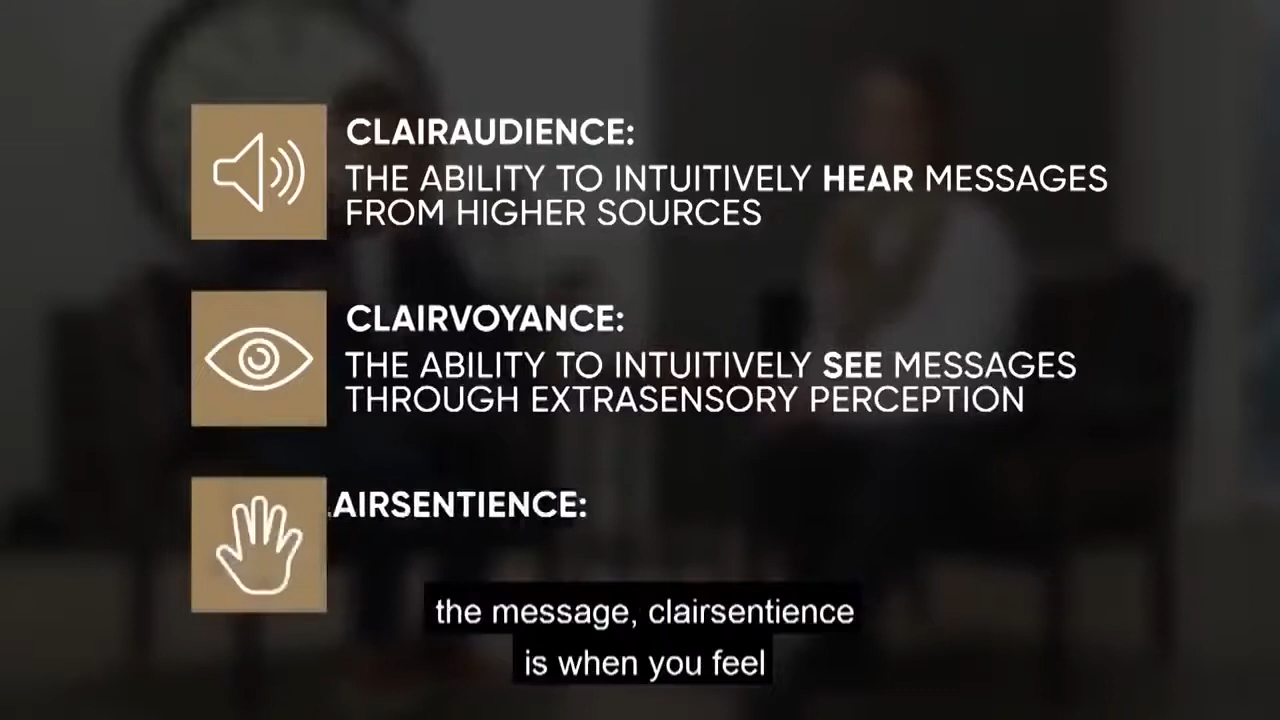 CLAIRAUDIENCE:
THE ABILITY TO INTUITIVELY HEAR MESSAGES
FROM HIGHER SOURCES
CLAIRVOYANCE:
THE ABILITY TO INTUITIVELY SEE MESSAGES
THROUGH EXTRASENSORY PERCEPTION
AIRSENTIENCE:
the message, clairsentience
is when you feel